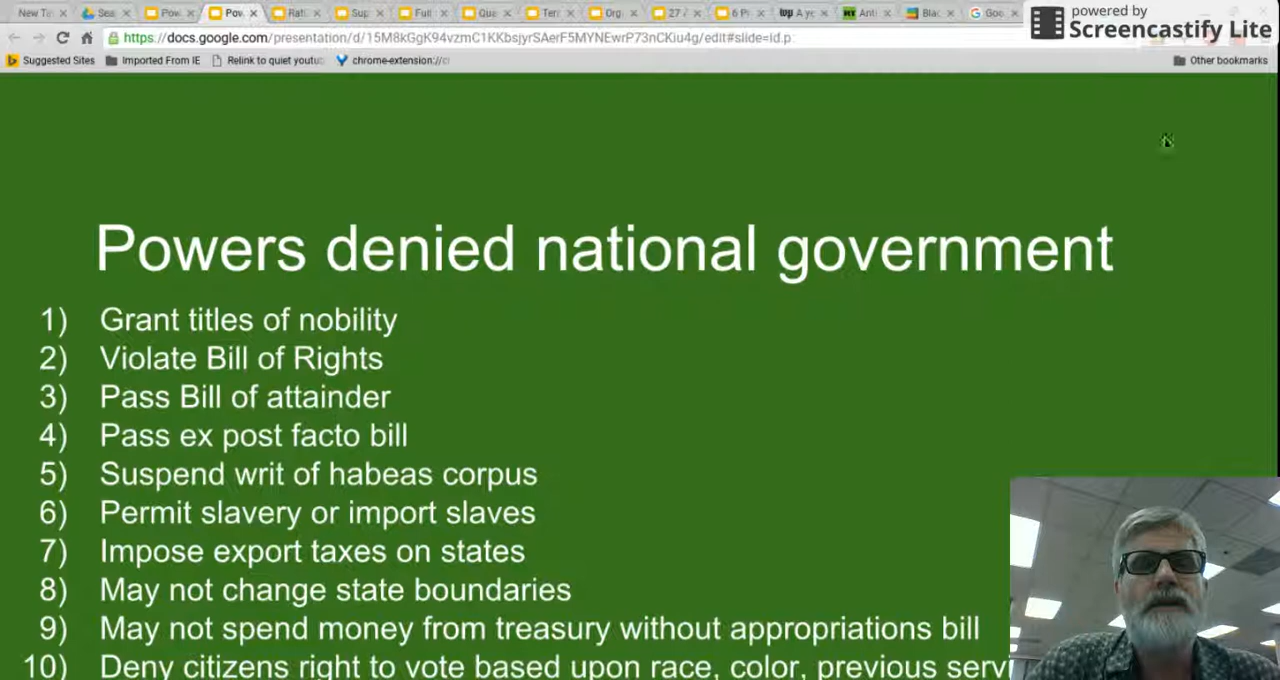 New Te
Sea
Pow
Pow
Rati
Sup
Full
Que
Ten
Org
27
6 P
A ye
Anti
Blac
Goo
powered by
Screencastify Lite
https://docs.google.com/presentation/d/15M8kGgK94vzmC1KKbsjyrSAerF5MYNEwrP73nCKiu4g/edit#slide=id.p
Suggested Sites
Imported From IE
Relink to quiet youtu
chrome-extension://
Other bookmarks
Powers denied national government
1) Grant titles of nobility
2) Violate Bill of Rights
3) Pass Bill of attainder
4) Pass ex post facto bill
5) Suspend writ of habeas corpus
6) Permit slavery or import slaves
7) Impose export taxes on states
8) May not change state boundaries
9) May not spend money from treasury without appropriations bill
10) Deny citizens right to vote based upon race, color, previous servi